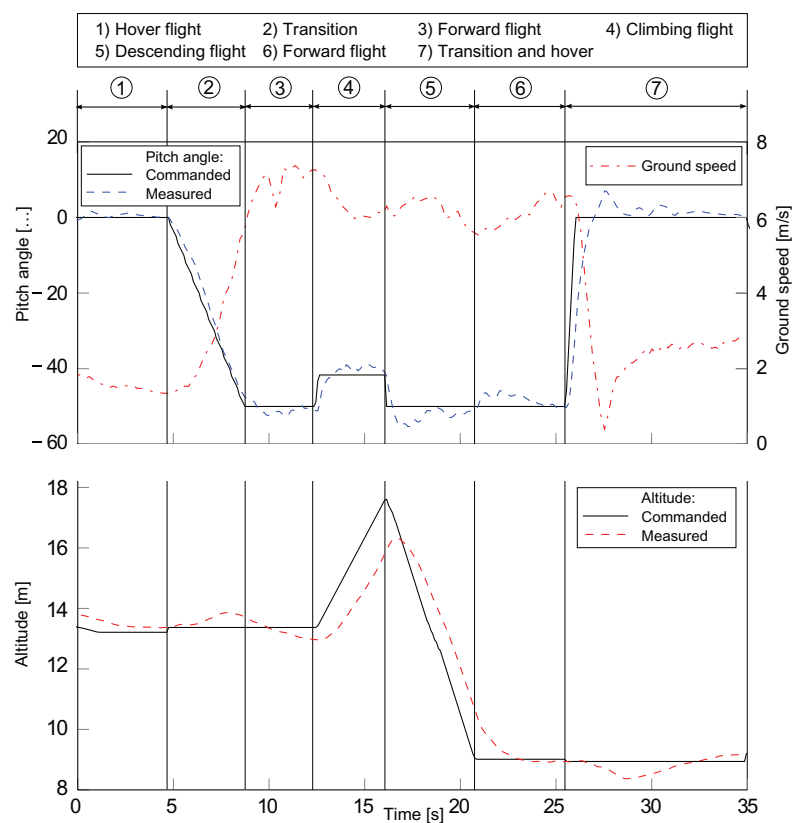 1) Hover flight 2) Transition 3) Forward flight 4) Climbing flight
5) Descending flight 6) Forward flight 7) Transition and hover
1 2 3 4 5 6 7
20 8
Pitch angle:
Commanded
Measured
Ground speed
0 6
−20 4
−40 2
−60 0
Pitch angle [...]
Ground speed [m/s]
18
Altitude:
Commanded
Measured
16
14
12
10
8
Altitude [m]
0 5 10 15 20 25 30 35
Time [s]